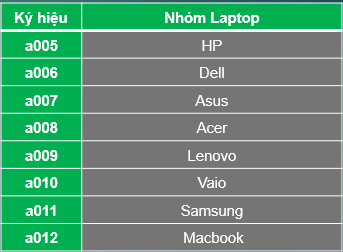 Ký hiệu Nhóm Laptop
a005 HP
a006 Dell
a007 Asus
a008 Acer
a009 Lenovo
a010 Vaio
a011 Samsung
a012 Macbook